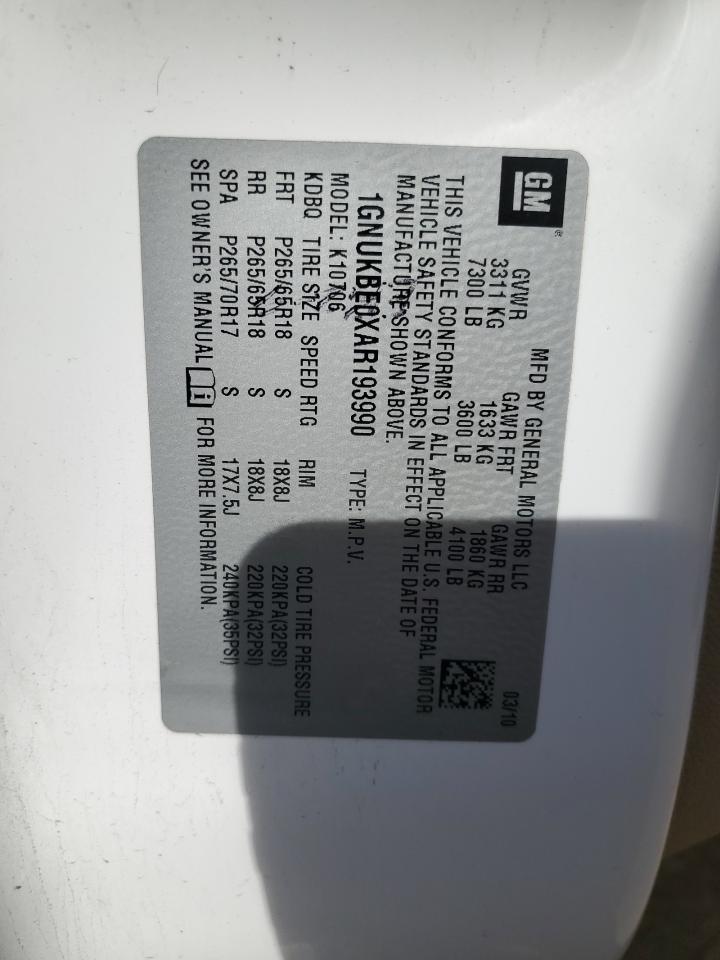 GM
MFD BY GENERAL MOTORS LLC
03/10
GVWR GAWR FRT GAWR RR
3311 KG 1633 KG 1860 KG
7300 LB 3600 LB 4100 LB
THIS VEHICLE CONFORMS TO ALL APPLICABLE U.S. FEDERAL MOTOR
VEHICLE SAFETY STANDARDS IN EFFECT ON THE DATE OF
MANUFACTURE SHOWN ABOVE.
1GNUKBE0XAR193990 TYPE: M.P.V.
MODEL: K10706
KDBQ TIRE SIZE SPEED RTG RIM COLD TIRE PRESSURE
FRT P265/65R18 S 18X8J 220KPA(32PSI)
RR P265/65R18 S 18X8J 220KPA(32PSI)
SPA P265/70R17 S 17X7.5J 240KPA(35PSI)
SEE OWNER'S MANUAL FOR MORE INFORMATION.